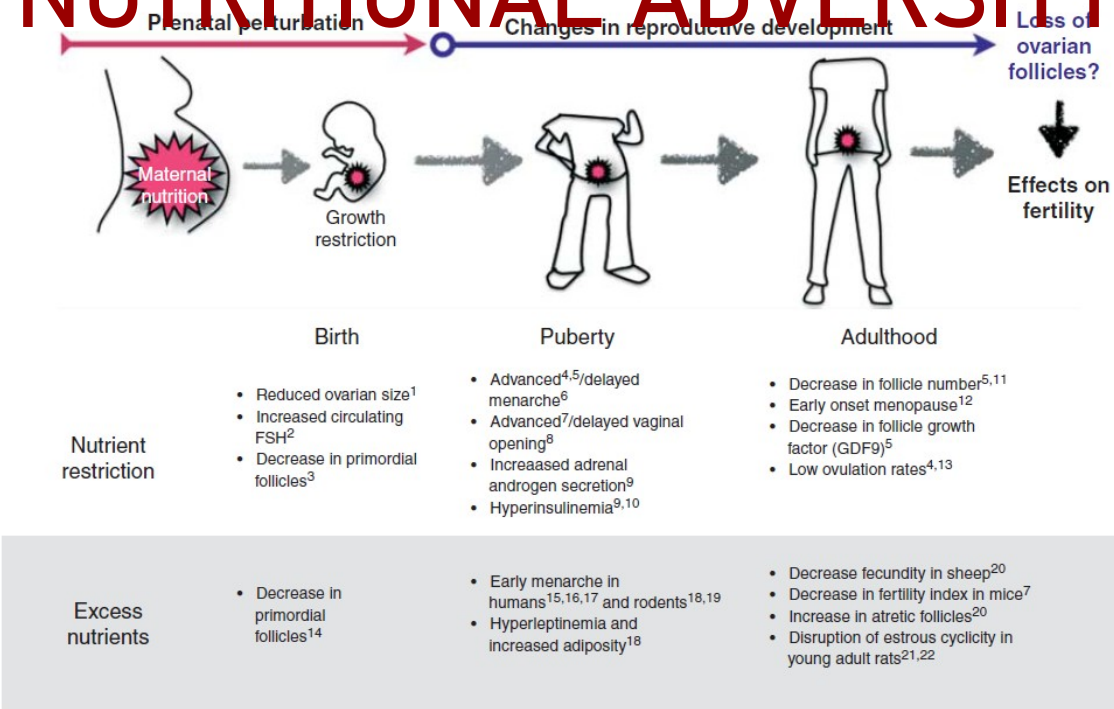 NUTRITIONAL ADVERSITY
Prenatal perturbation
Changes in reproductive development
Loss of
ovarian
follicles?
Maternal
nutrition
Growth
restriction
Effects on
fertility
Birth
Puberty
Adulthood
Nutrient
restriction
• Reduced ovarian size1
• Increased circulating
FSH2
• Decrease in primordial
follicles3
• Advanced4,5/delayed
menarche6
• Advanced7/delayed vaginal
opening8
• Increaased adrenal
androgen secretion9
• Hyperinsulinemia9,10
• Decrease in follicle number5,11
• Early onset menopause12
• Decrease in follicle growth
factor (GDF9)5
• Low ovulation rates4,13
Excess
nutrients
• Decrease in
primordial
follicles14
• Early menarche in
humans15,16,17 and rodents18,19
• Hyperleptinemia and
increased adiposity18
• Decrease fecundity in sheep20
• Decrease in fertility index in mice7
• Increase in atretic follicles20
• Disruption of estrous cyclicity in
young adult rats21,22